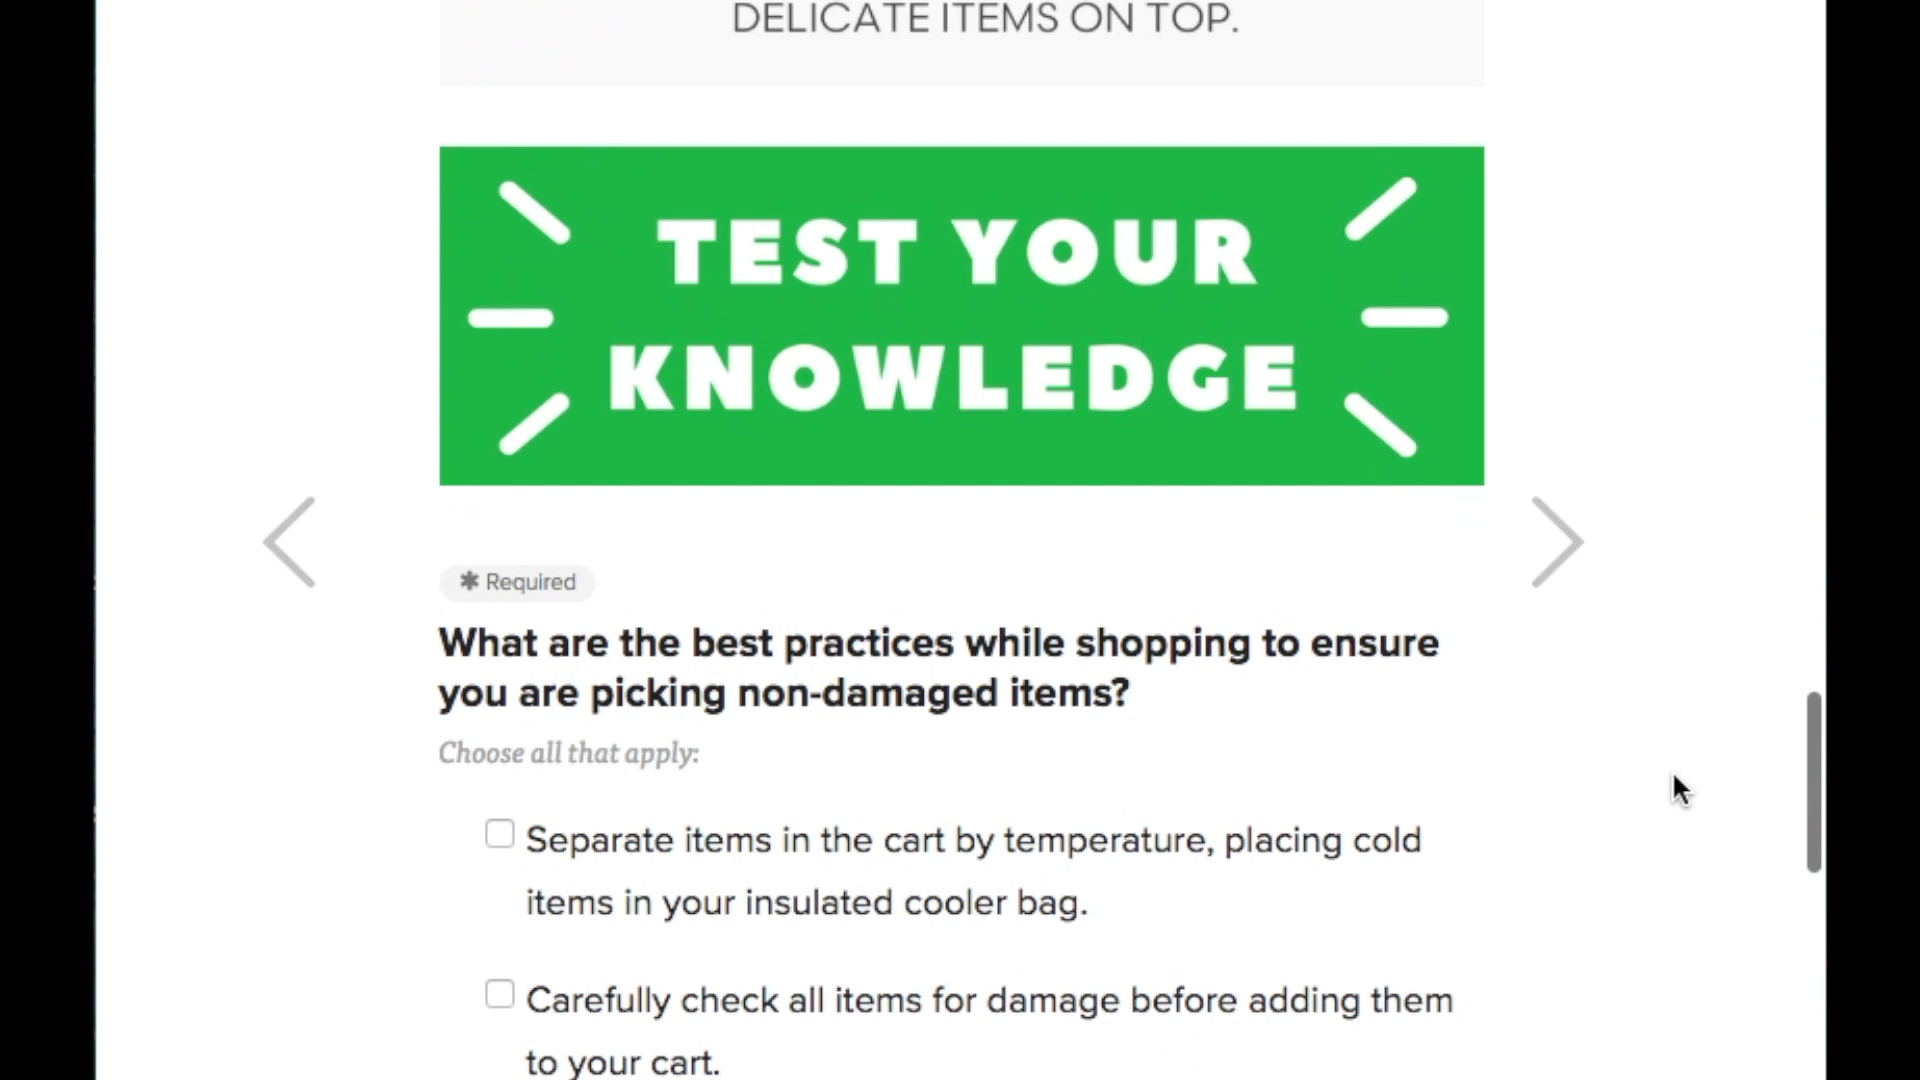 DELICATE ITEMS ON TOP.
TEST YOUR
KNOWLEDGE
✱ Required
What are the best practices while shopping to ensure
you are picking non-damaged items?
Choose all that apply:
Separate items in the cart by temperature, placing cold
items in your insulated cooler bag.
Carefully check all items for damage before adding them
to your cart.